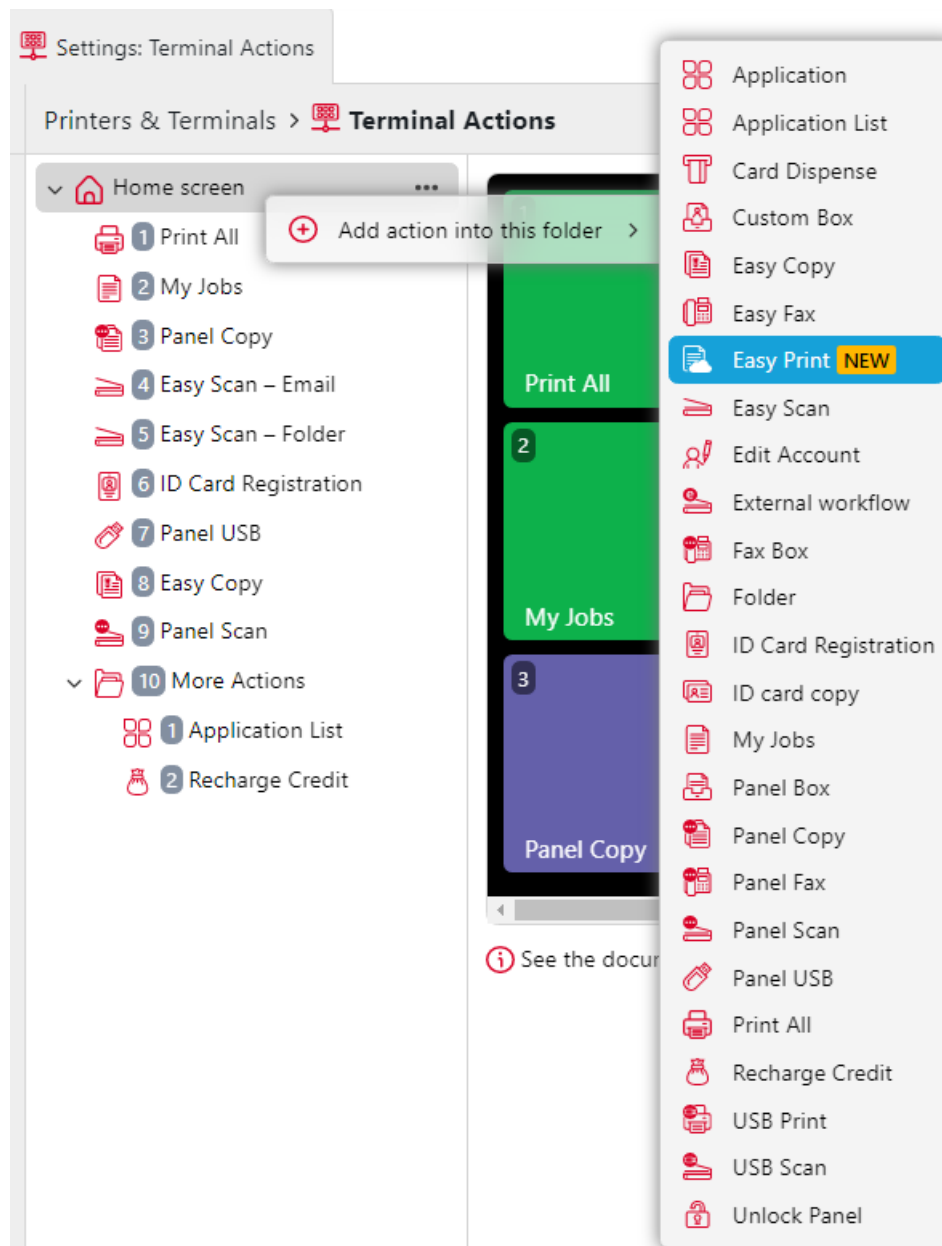 Settings: Terminal Actions
Printers & Terminals > Terminal Actions
Home screen
1 Print All
2 My Jobs
3 Panel Copy
4 Easy Scan – Email
5 Easy Scan – Folder
6 ID Card Registration
7 Panel USB
8 Easy Copy
9 Panel Scan
10 More Actions
1 Application List
2 Recharge Credit
Add action into this folder
1
Print All
2
My Jobs
3
Panel Copy
See the docu
Application
Application List
Card Dispense
Custom Box
Easy Copy
Easy Fax
Easy Print NEW
Easy Scan
Edit Account
External workflow
Fax Box
Folder
ID Card Registration
ID card copy
My Jobs
Panel Box
Panel Copy
Panel Fax
Panel Scan
Panel USB
Print All
Recharge Credit
USB Print
USB Scan
Unlock Panel